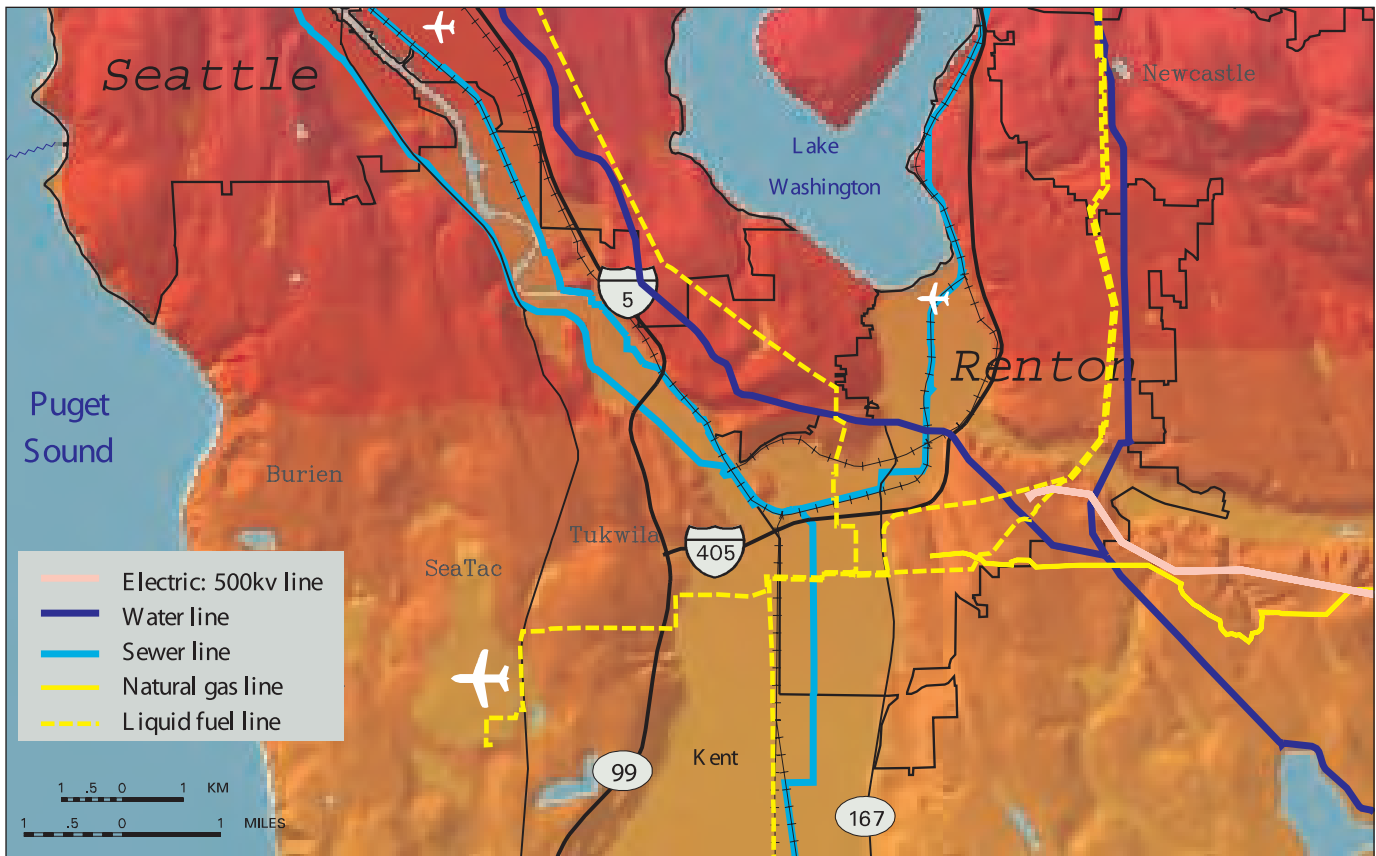 Seattle
Newcastle
Lake
Washington
5
Renton
Puget
Sound
Burien
Tukwila
405
SeaTac
Electric: 500kv line
Water line
Sewer line
Natural gas line
Liquid fuel line
Kent
99
167
1 .5 0 1 KM
1 .5 0 1 MILES